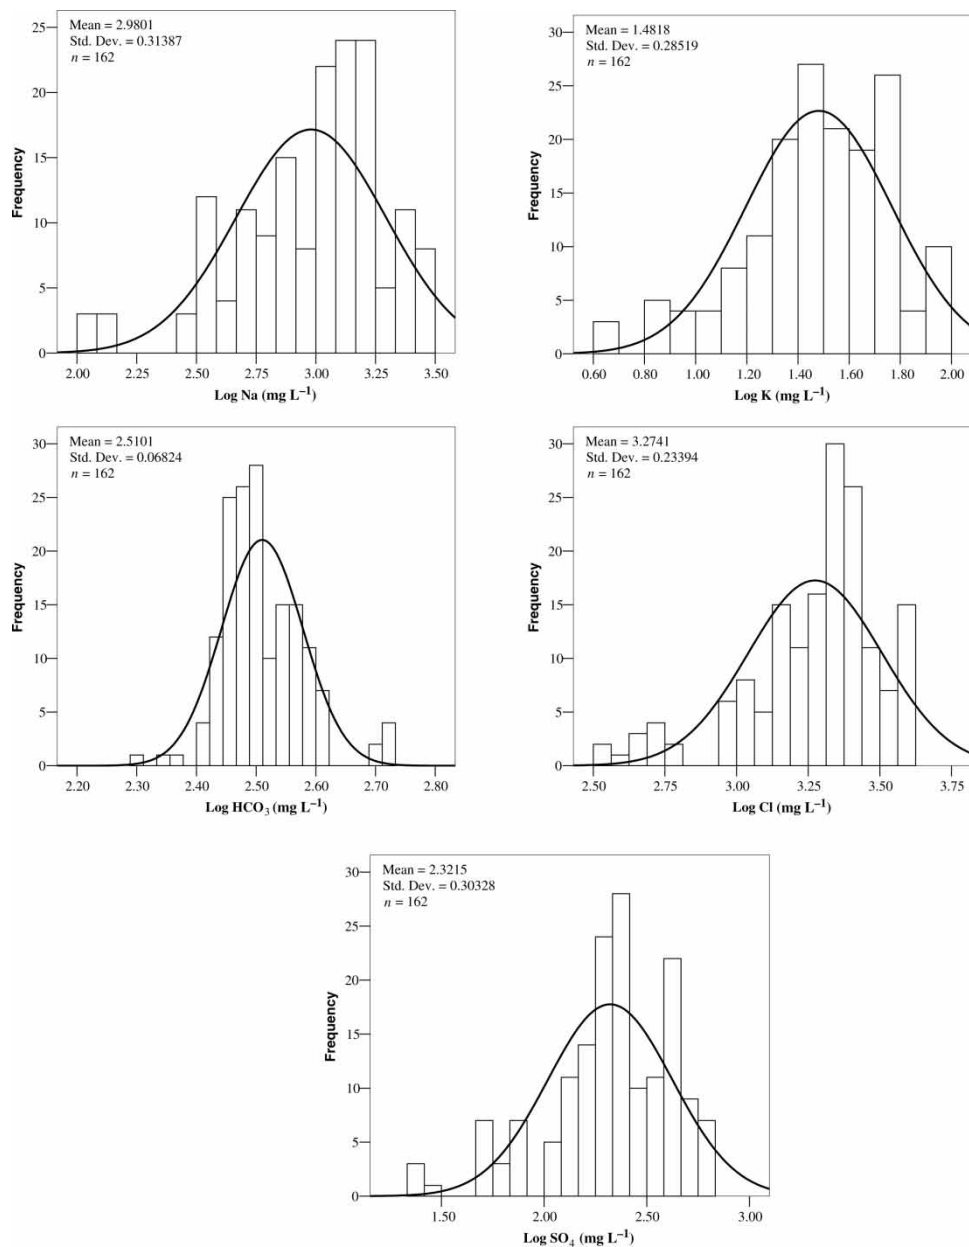 Mean = 2.9801
Std. Dev. = 0.31387
n = 162
Frequency
25
20
15
10
5
0
2.00 2.25 2.50 2.75 3.00 3.25 3.50
Log Na (mg L⁻¹)
Mean = 1.4818
Std. Dev. = 0.28519
n = 162
Frequency
30
25
20
15
10
5
0
0.60 0.80 1.00 1.20 1.40 1.60 1.80 2.00
Log K (mg L⁻¹)
Mean = 2.5101
Std. Dev. = 0.06824
n = 162
Frequency
30
25
20
15
10
5
0
2.20 2.30 2.40 2.50 2.60 2.70 2.80
Log HCO₃ (mg L⁻¹)
Mean = 3.2741
Std. Dev. = 0.23394
n = 162
Frequency
30
25
20
15
10
5
0
2.50 2.75 3.00 3.25 3.50 3.75
Log Cl (mg L⁻¹)
Mean = 2.3215
Std. Dev. = 0.30328
n = 162
Frequency
30
25
20
15
10
5
0
1.50 2.00 2.50 3.00
Log SO₄ (mg L⁻¹)